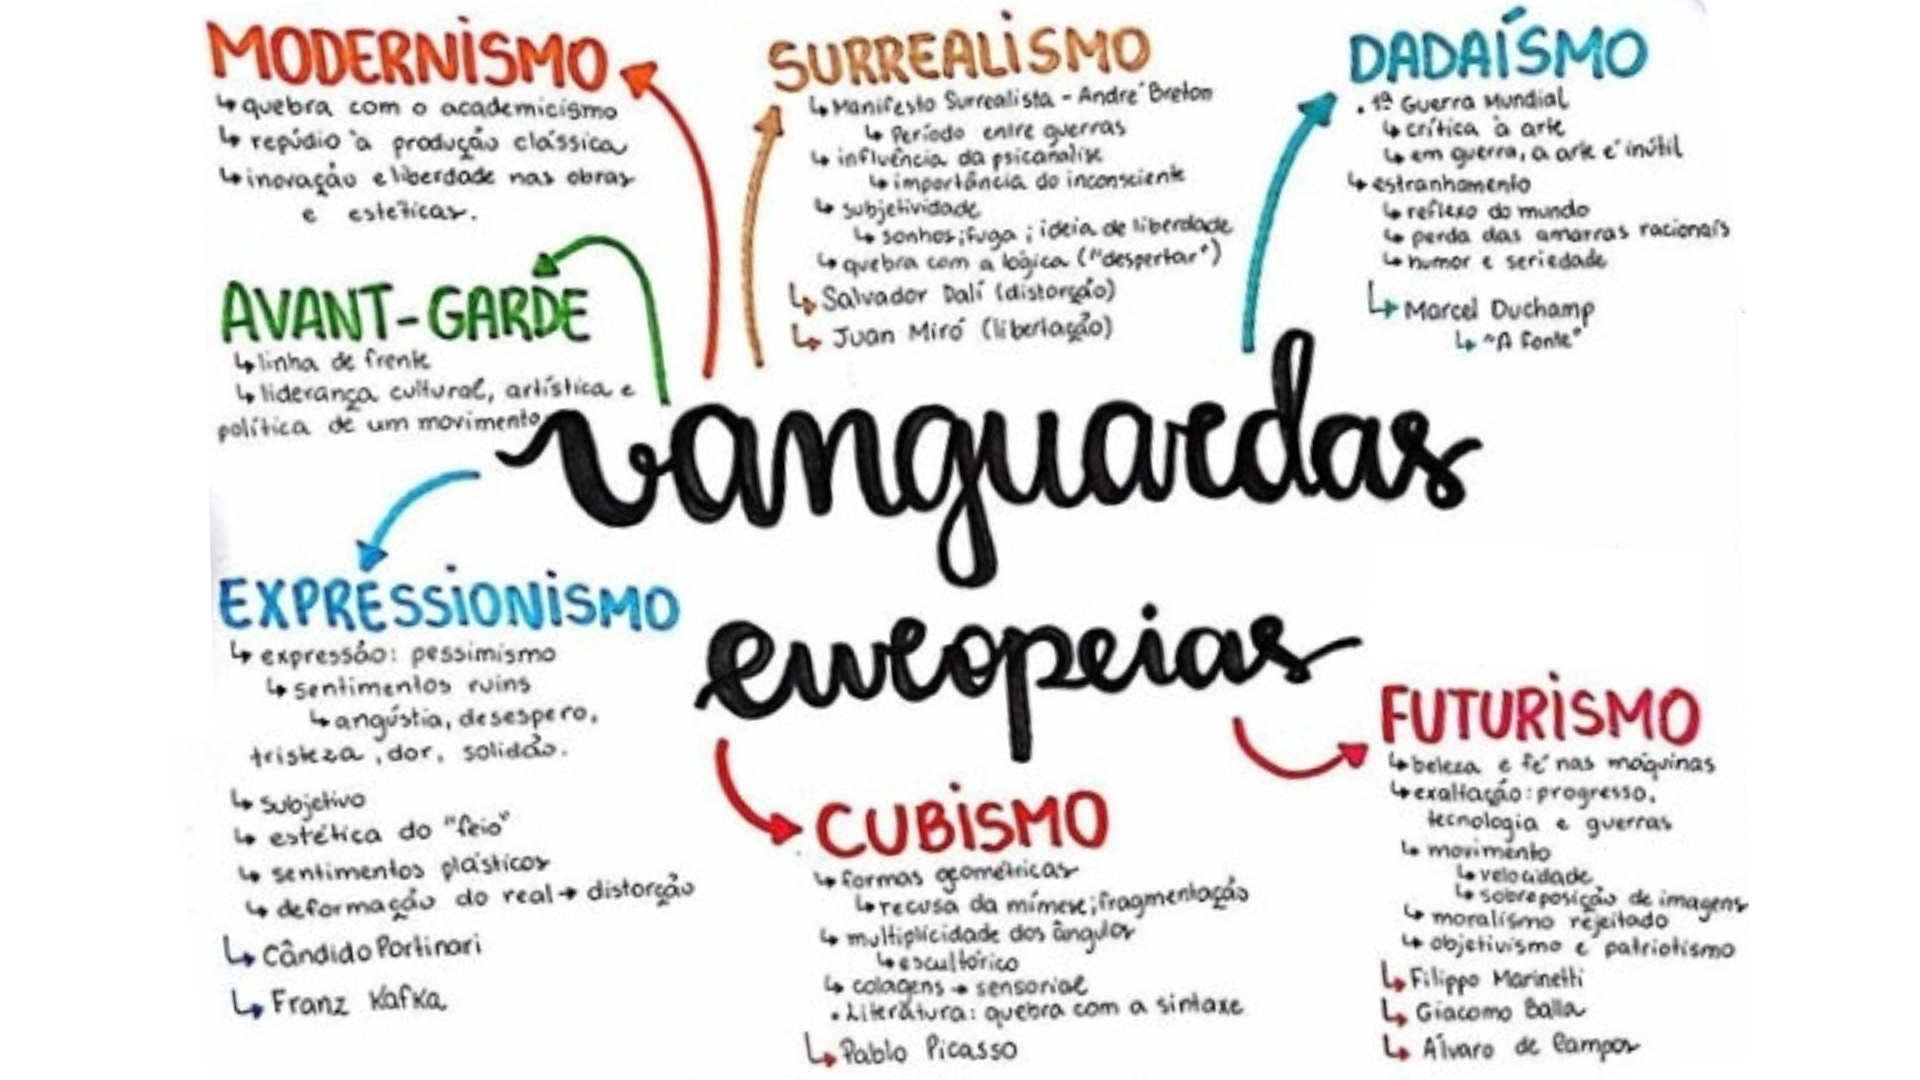 MODERNISMO
↳ quebra com o academicismo
↳ repúdio à produção clássica
↳ inovação e liberdade nas obras
e estéticas.
AVANT-GARDE
↳ linha de frente
↳ liderança cultural, artística e
política de um movimento
SURREALISMO
↳ Manifesto Surrealista - André Breton
↳ Período entre guerras
↳ influência da psicanálise
↳ importância do inconsciente
↳ subjetividade
↳ sonhos; fuga; ideia de liberdade
↳ quebra com a lógica ("despertar")
↳ Salvador Dalí (distorção)
↳ Juan Miró (libertação)
DADAÍSMO
• 1ª Guerra Mundial
↳ crítica à arte
↳ em guerra, a arte é inútil
↳ estranhamento
↳ reflexo do mundo
↳ perda das amarras racionais
↳ humor e seriedade
↳ Marcel Duchamp
↳ "A fonte"
vanguardas
europeias
EXPRESSIONISMO
↳ expressão: pessimismo
↳ sentimentos ruins
↳ angústia, desespero,
tristeza, dor, solidão.
↳ subjetivo
↳ estética do "feio"
↳ sentimentos plásticos
↳ deformação do real → distorção
↳ Cândido Portinari
↳ Franz Kafka
CUBISMO
↳ formas geométricas
↳ recusa da mímese; fragmentação
↳ multiplicidade dos ângulos
↳ escultórico
↳ colagens → sensorial
• Literatura: quebra com a sintaxe
↳ Pablo Picasso
FUTURISMO
↳ beleza e fé nas máquinas
↳ exaltação: progresso,
tecnologia e guerras
↳ movimento
↳ velocidade
↳ sobreposição de imagens
↳ moralismo rejeitado
↳ objetivismo e patriotismo
↳ Filippo Marinetti
↳ Giacomo Balla
↳ Álvaro de Campos